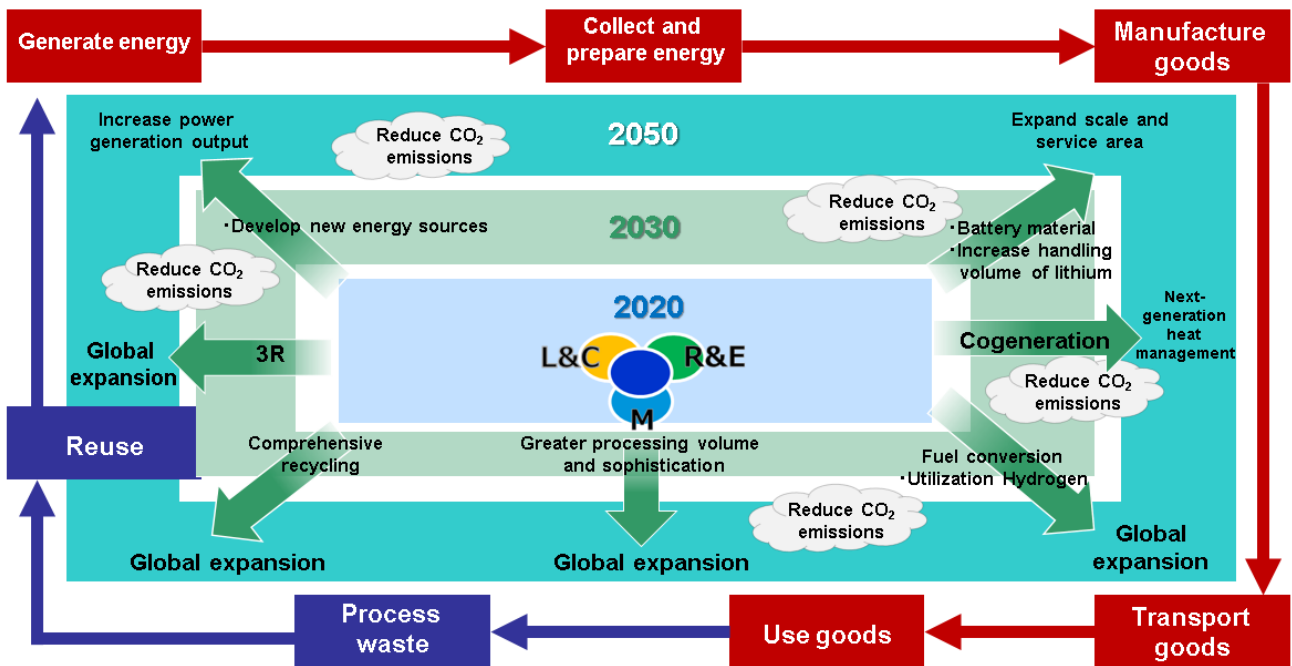 Generate energy
Collect and
prepare energy
Manufacture
goods
Increase power
generation output
Reduce CO₂
emissions
2050
Expand scale and
service area
Reduce CO₂
emissions
・Develop new energy sources
2030
・Battery material
・Increase handling
volume of lithium
Reduce CO₂
emissions
2020
Next-
generation
heat
management
Global
expansion
3R
L&C
R&E
M
Cogeneration
Reduce CO₂
emissions
Reuse
Comprehensive
recycling
Greater processing volume
and sophistication
Fuel conversion
・Utilization Hydrogen
Reduce CO₂
emissions
Global expansion
Global expansion
Global
expansion
Process
waste
Use goods
Transport
goods